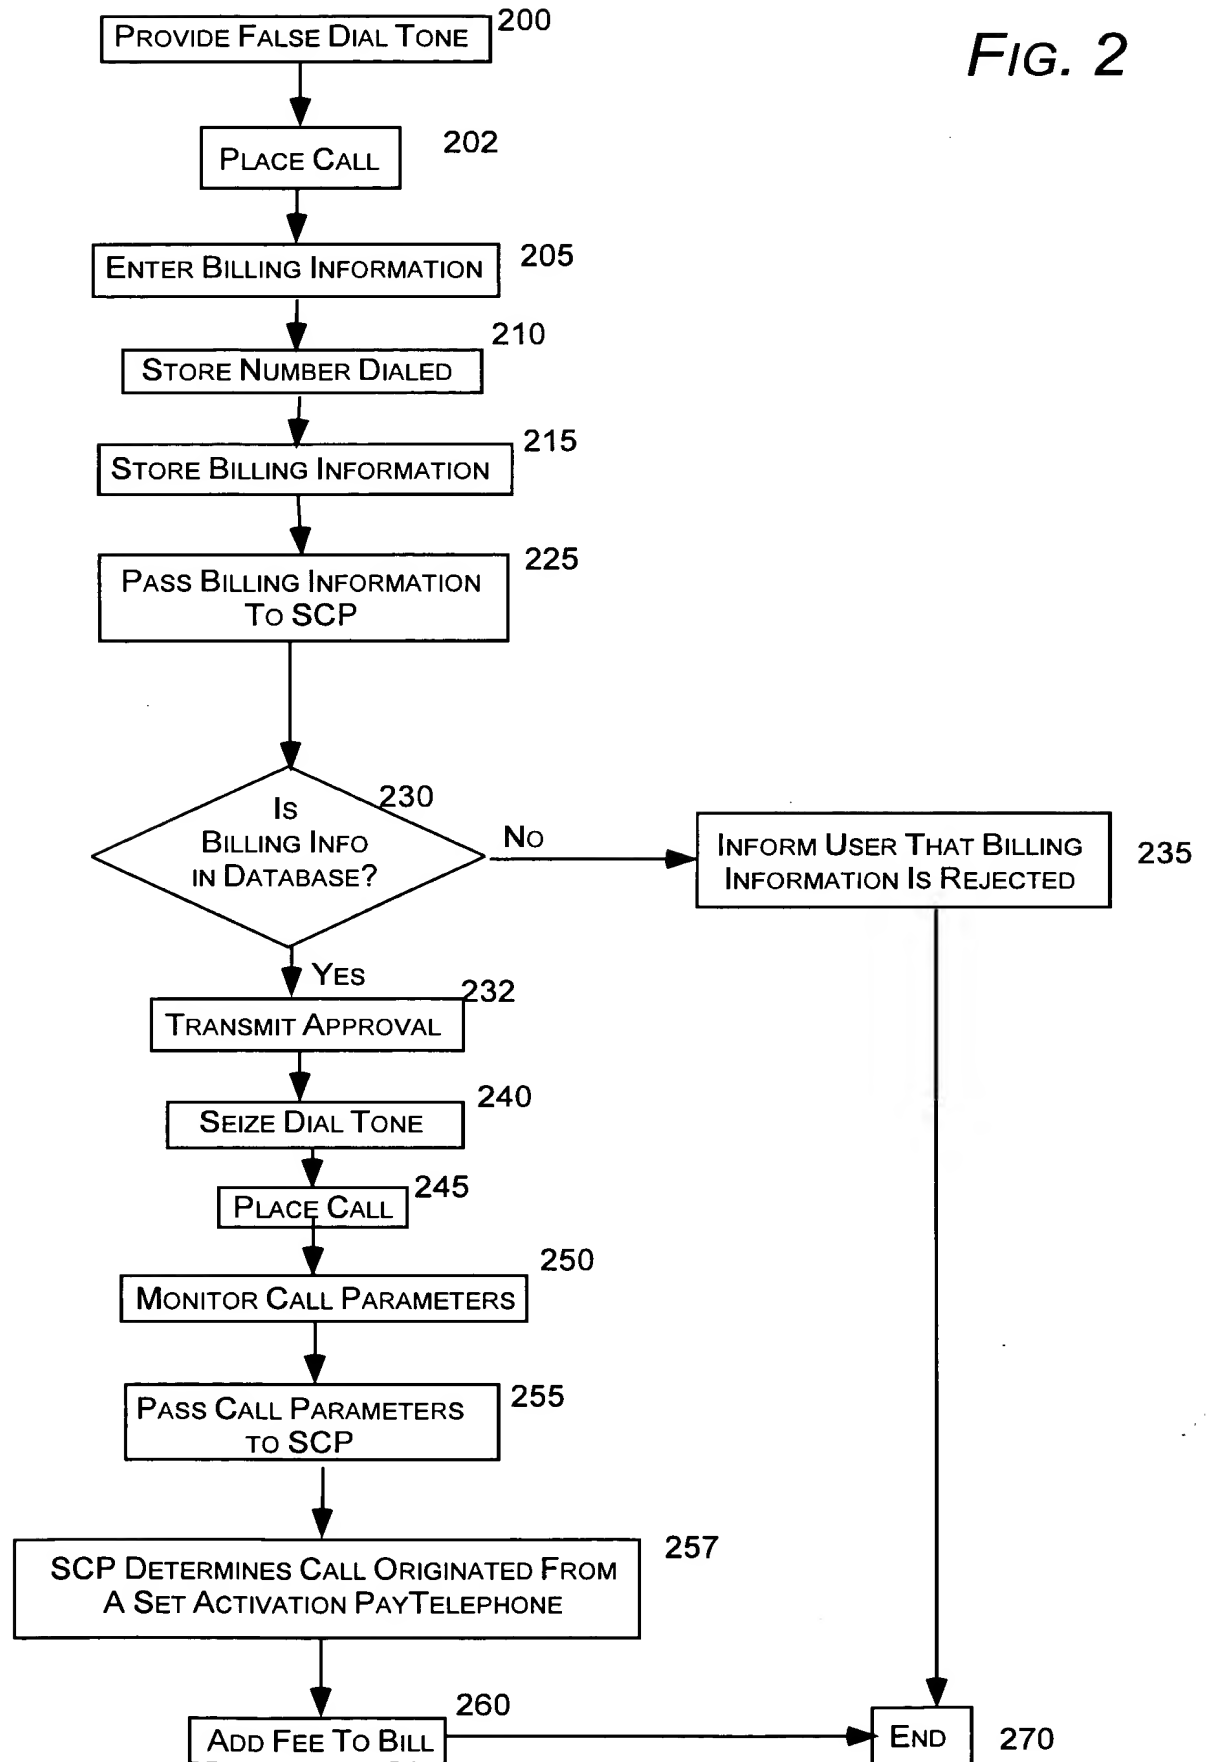 PROVIDE FALSE DIAL TONE
200
FIG. 2
PLACE CALL
202
ENTER BILLING INFORMATION
205
210
STORE NUMBER DIALED
215
STORE BILLING INFORMATION
225
PASS BILLING INFORMATION
TO SCP
230
IS
BILLING INFO
IN DATABASE?
NO
INFORM USER THAT BILLING
INFORMATION IS REJECTED
235
YES
232
TRANSMIT APPROVAL
240
SEIZE DIAL TONE
245
PLACE CALL
250
MONITOR CALL PARAMETERS
255
PASS CALL PARAMETERS
TO SCP
257
SCP DETERMINES CALL ORIGINATED FROM
A SET ACTIVATION PAYTELEPHONE
260
ADD FEE TO BILL
END
270